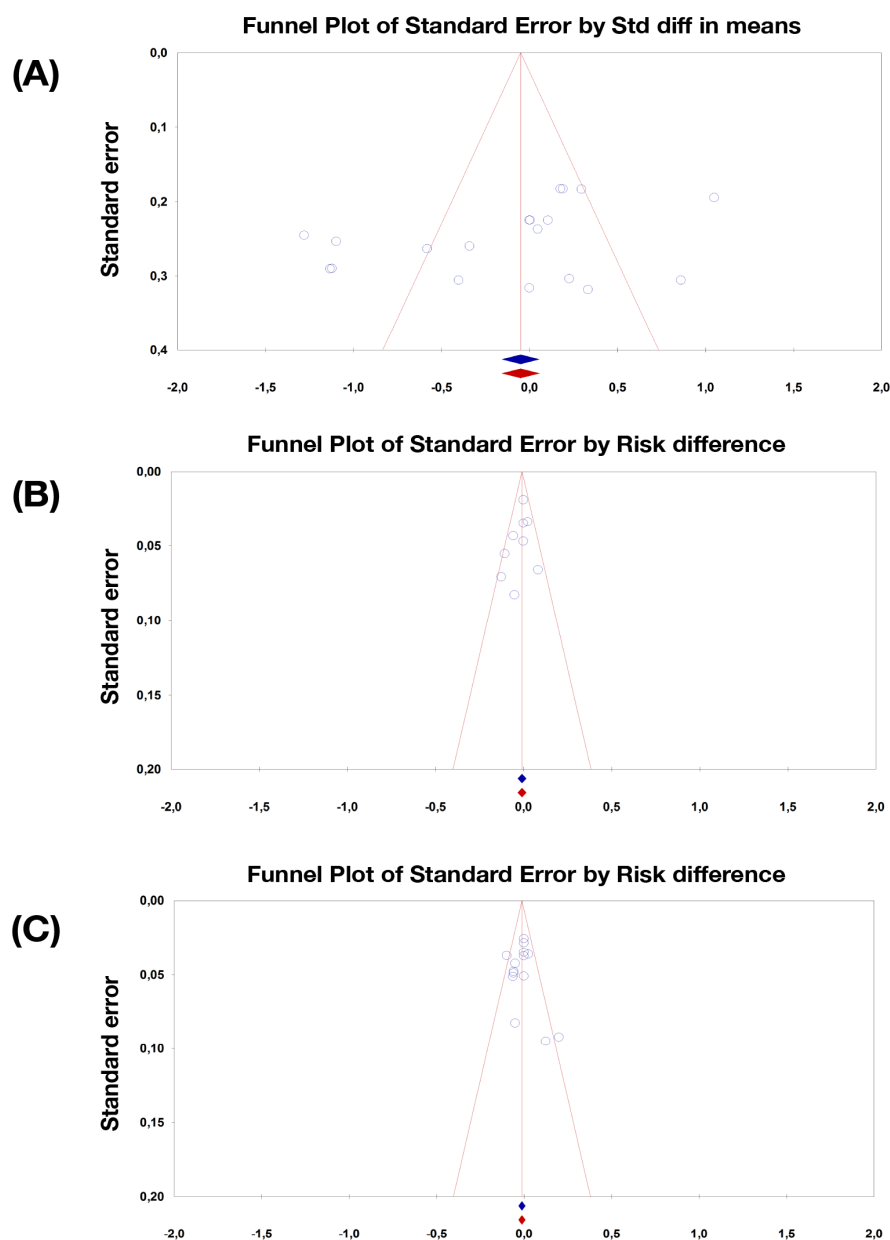 Funnel Plot of Standard Error by Std diff in means
(A)
Standard error
0,0
0,1
0,2
0,3
0,4
-2,0 -1,5 -1,0 -0,5 0,0 0,5 1,0 1,5 2,0
Funnel Plot of Standard Error by Risk difference
(B)
Standard error
0,00
0,05
0,10
0,15
0,20
-2,0 -1,5 -1,0 -0,5 0,0 0,5 1,0 1,5 2,0
Funnel Plot of Standard Error by Risk difference
(C)
Standard error
0,00
0,05
0,10
0,15
0,20
-2,0 -1,5 -1,0 -0,5 0,0 0,5 1,0 1,5 2,0